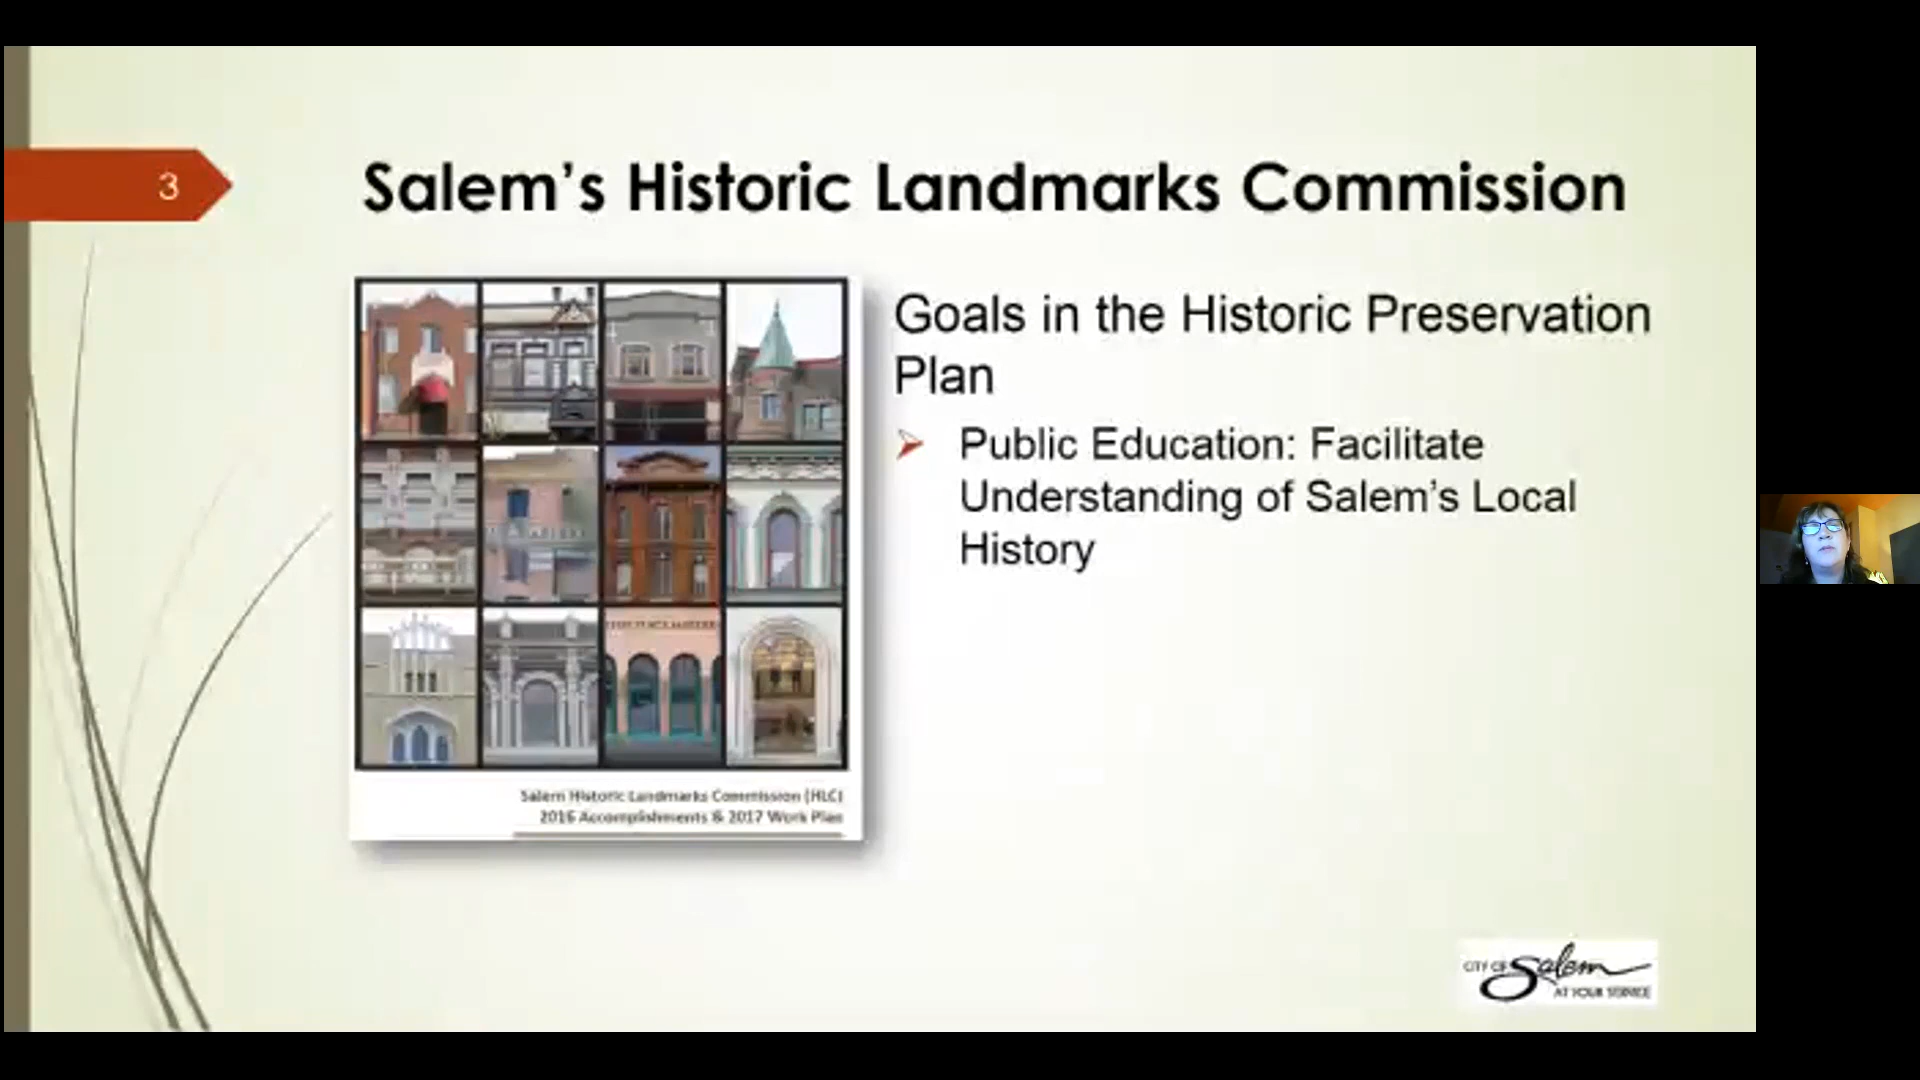 3
Salem’s Historic Landmarks Commission
Goals in the Historic Preservation
Plan
Public Education: Facilitate
Understanding of Salem’s Local
History
Salem Historic Landmarks Commission (HLC)
2016 Accomplishments & 2017 Work Plan
CITY OF Salem
AT YOUR SERVICE